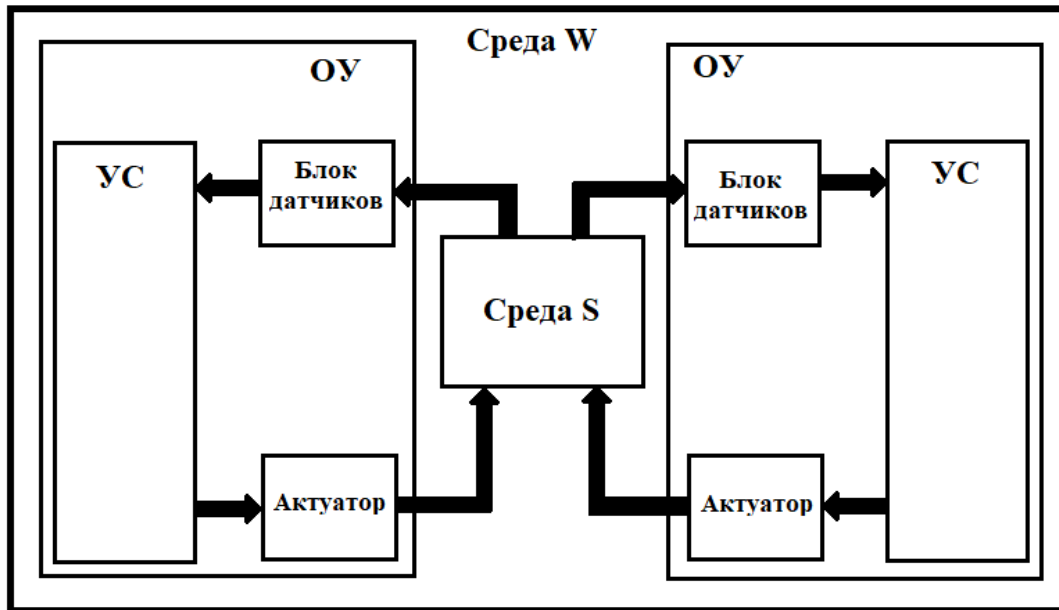 Среда W
ОУ
УС
Блок
датчиков
Актуатор
Среда S
ОУ
Блок
датчиков
УС
Актуатор